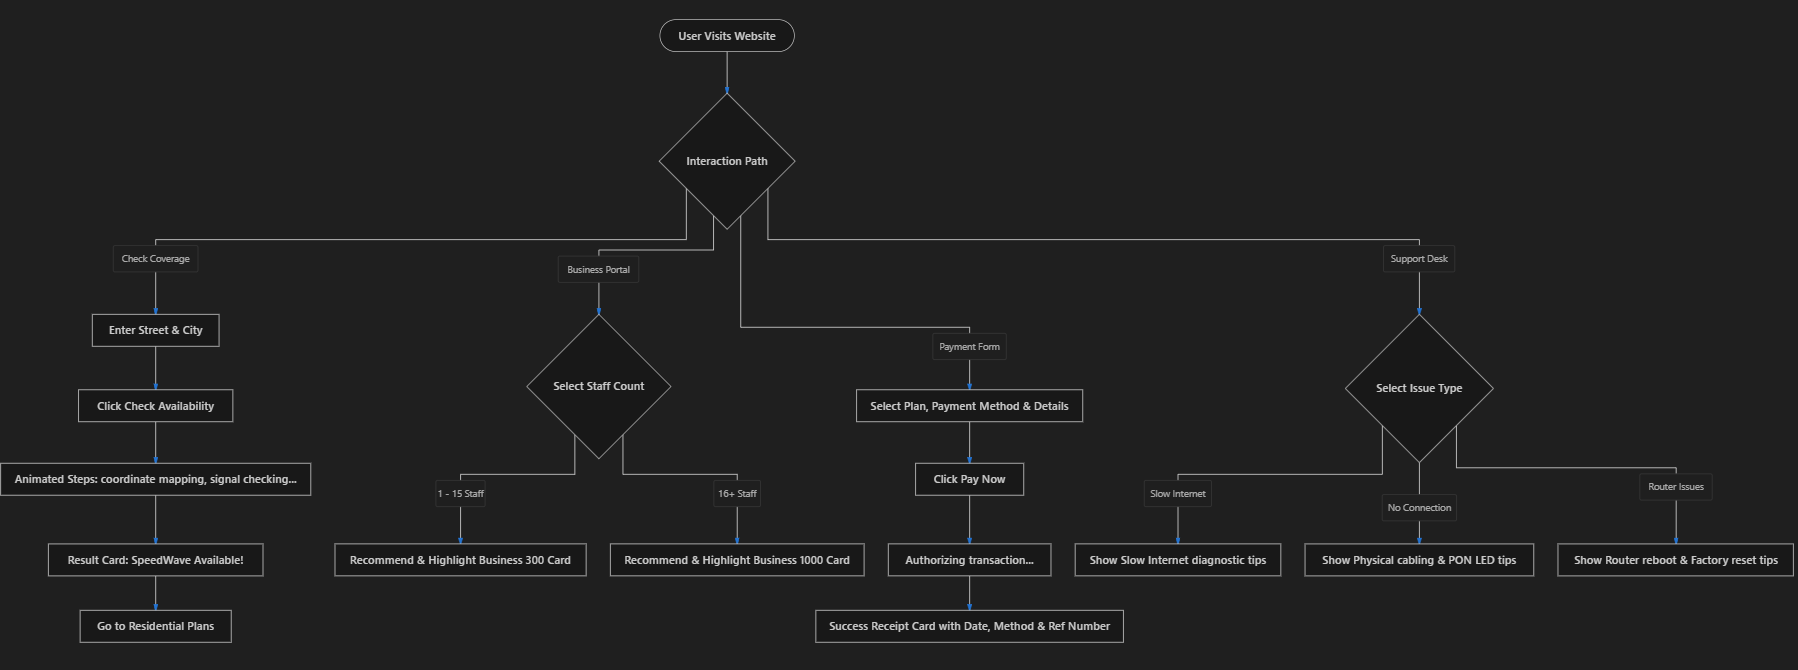 User Visits Website
Interaction Path
Check Coverage
Business Portal
Support Desk
Enter Street & City
Payment Form
Select Staff Count
Select Issue Type
Click Check Availability
Select Plan, Payment Method & Details
Animated Steps: coordinate mapping, signal checking...
Click Pay Now
1 - 15 Staff
16+ Staff
Slow Internet
No Connection
Router Issues
Result Card: SpeedWave Available!
Recommend & Highlight Business 300 Card
Recommend & Highlight Business 1000 Card
Authorizing transaction...
Show Slow Internet diagnostic tips
Show Physical cabling & PON LED tips
Show Router reboot & Factory reset tips
Go to Residential Plans
Success Receipt Card with Date, Method & Ref Number